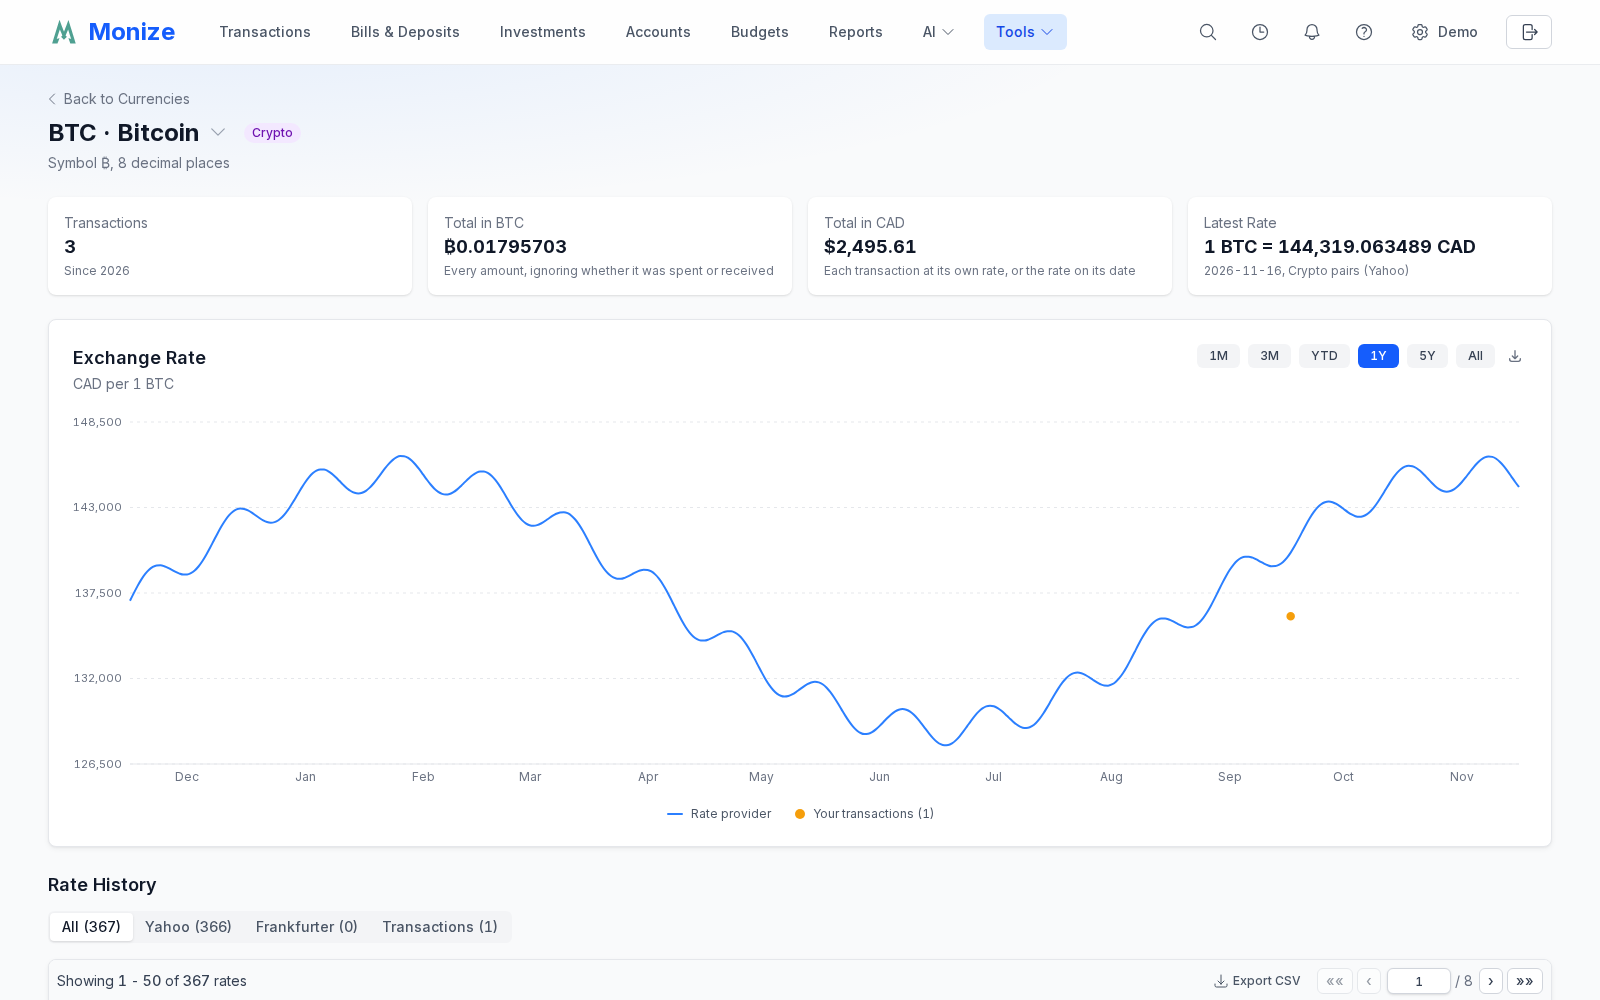 Monize
Transactions
Bills & Deposits
Investments
Accounts
Budgets
Reports
AI
Tools
Demo
Back to Currencies
BTC · Bitcoin
Crypto
Symbol ₿, 8 decimal places
Transactions
3
Since 2026
Total in BTC
₿0.01795703
Every amount, ignoring whether it was spent or received
Total in CAD
$2,495.61
Each transaction at its own rate, or the rate on its date
Latest Rate
1 BTC = 144,319.063489 CAD
2026-11-16, Crypto pairs (Yahoo)
Exchange Rate
CAD per 1 BTC
1M
3M
YTD
1Y
5Y
All
148,500
143,000
137,500
132,000
126,500
Dec
Jan
Feb
Mar
Apr
May
Jun
Jul
Aug
Sep
Oct
Nov
Rate provider
Your transactions (1)
Rate History
All (367)
Yahoo (366)
Frankfurter (0)
Transactions (1)
Showing 1 - 50 of 367 rates
Export CSV
««
‹
1
/ 8
›
»»